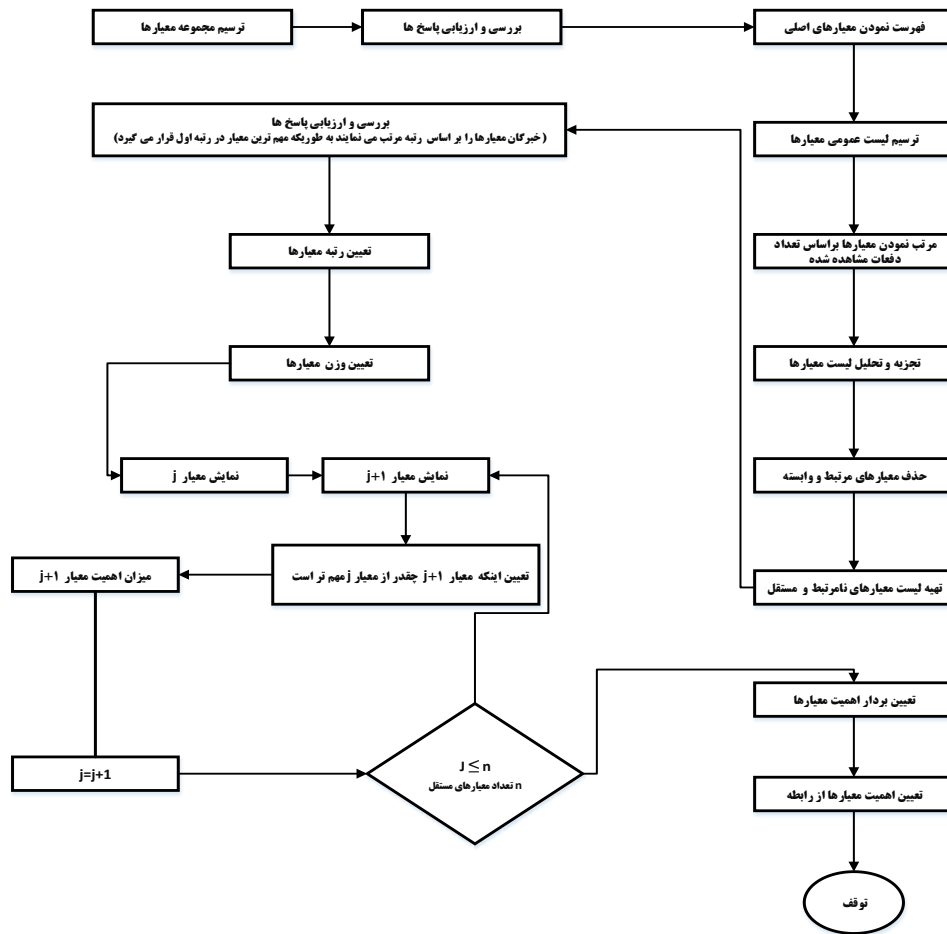 ترسیم مجموعه معیارها
بررسی و ارزیابی پاسخ ها
فهرست نمودن معیارهای اصلی
ترسیم لیست عمومی معیارها
مرتب نمودن معیارها براساس تعداد
دفعات مشاهده شده
تجزیه و تحلیل لیست معیارها
حذف معیارهای مرتبط و وابسته
تهیه لیست معیارهای نامرتبط و مستقل
بررسی و ارزیابی پاسخ ها
(خبرگان معیارها را بر اساس رتبه مرتب می نمایند به طوریکه مهم ترین معیار در رتبه اول قرار می گیرد)
تعیین رتبه معیارها
تعیین وزن معیارها
نمایش معیار j
نمایش معیار j+1
تعیین اینکه معیار j+1 چقدر از معیار j مهم تر است
میزان اهمیت معیار j+1
j=j+1
J ≤ n
n تعداد معیارهای مستقل
تعیین بردار اهمیت معیارها
تعیین اهمیت معیارها از رابطه
توقف